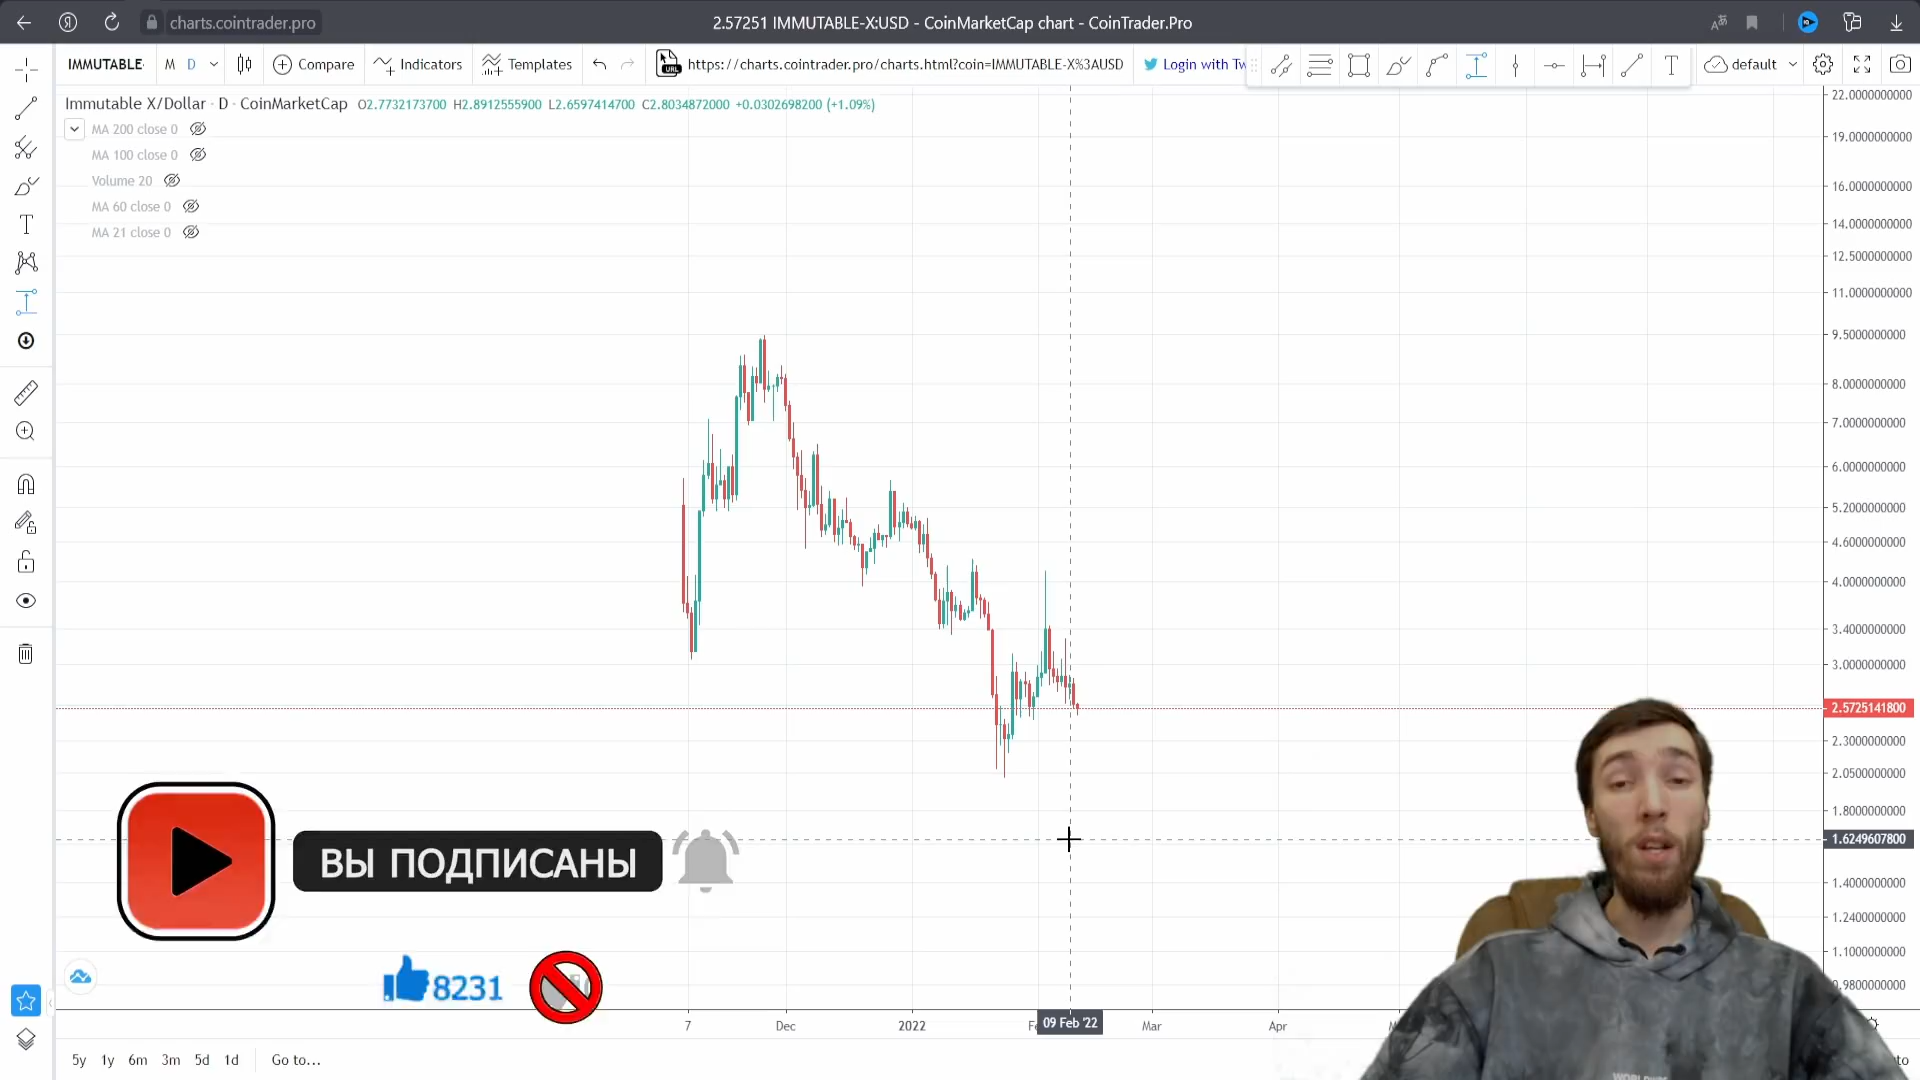 charts.cointrader.pro
2.57251 IMMUTABLE-X:USD - CoinMarketCap chart - CoinTrader.Pro
IMMUTABLE M D Compare Indicators Templates URL https://charts.cointrader.pro/charts.html?coin=IMMUTABLE-X%3AUSD Login with Tw default
Immutable X/Dollar · D · CoinMarketCap O2.7732173700 H2.8912555900 L2.6597414700 C2.8034872000 +0.0302698200 (+1.09%)
MA 200 close 0
MA 100 close 0
Volume 20
MA 60 close 0
MA 21 close 0
22.0000000000
19.0000000000
16.0000000000
14.0000000000
12.5000000000
11.0000000000
9.5000000000
8.0000000000
7.0000000000
6.0000000000
5.2000000000
4.6000000000
4.0000000000
3.4000000000
3.0000000000
2.5725141800
2.3000000000
2.0500000000
1.8000000000
1.6249607800
1.4000000000
1.2400000000
1.1000000000
0.9800000000
ВЫ ПОДПИСАНЫ
8231
7 Dec 2022 Fe 09 Feb '22 Mar Apr
5y 1y 6m 3m 5d 1d Go to...